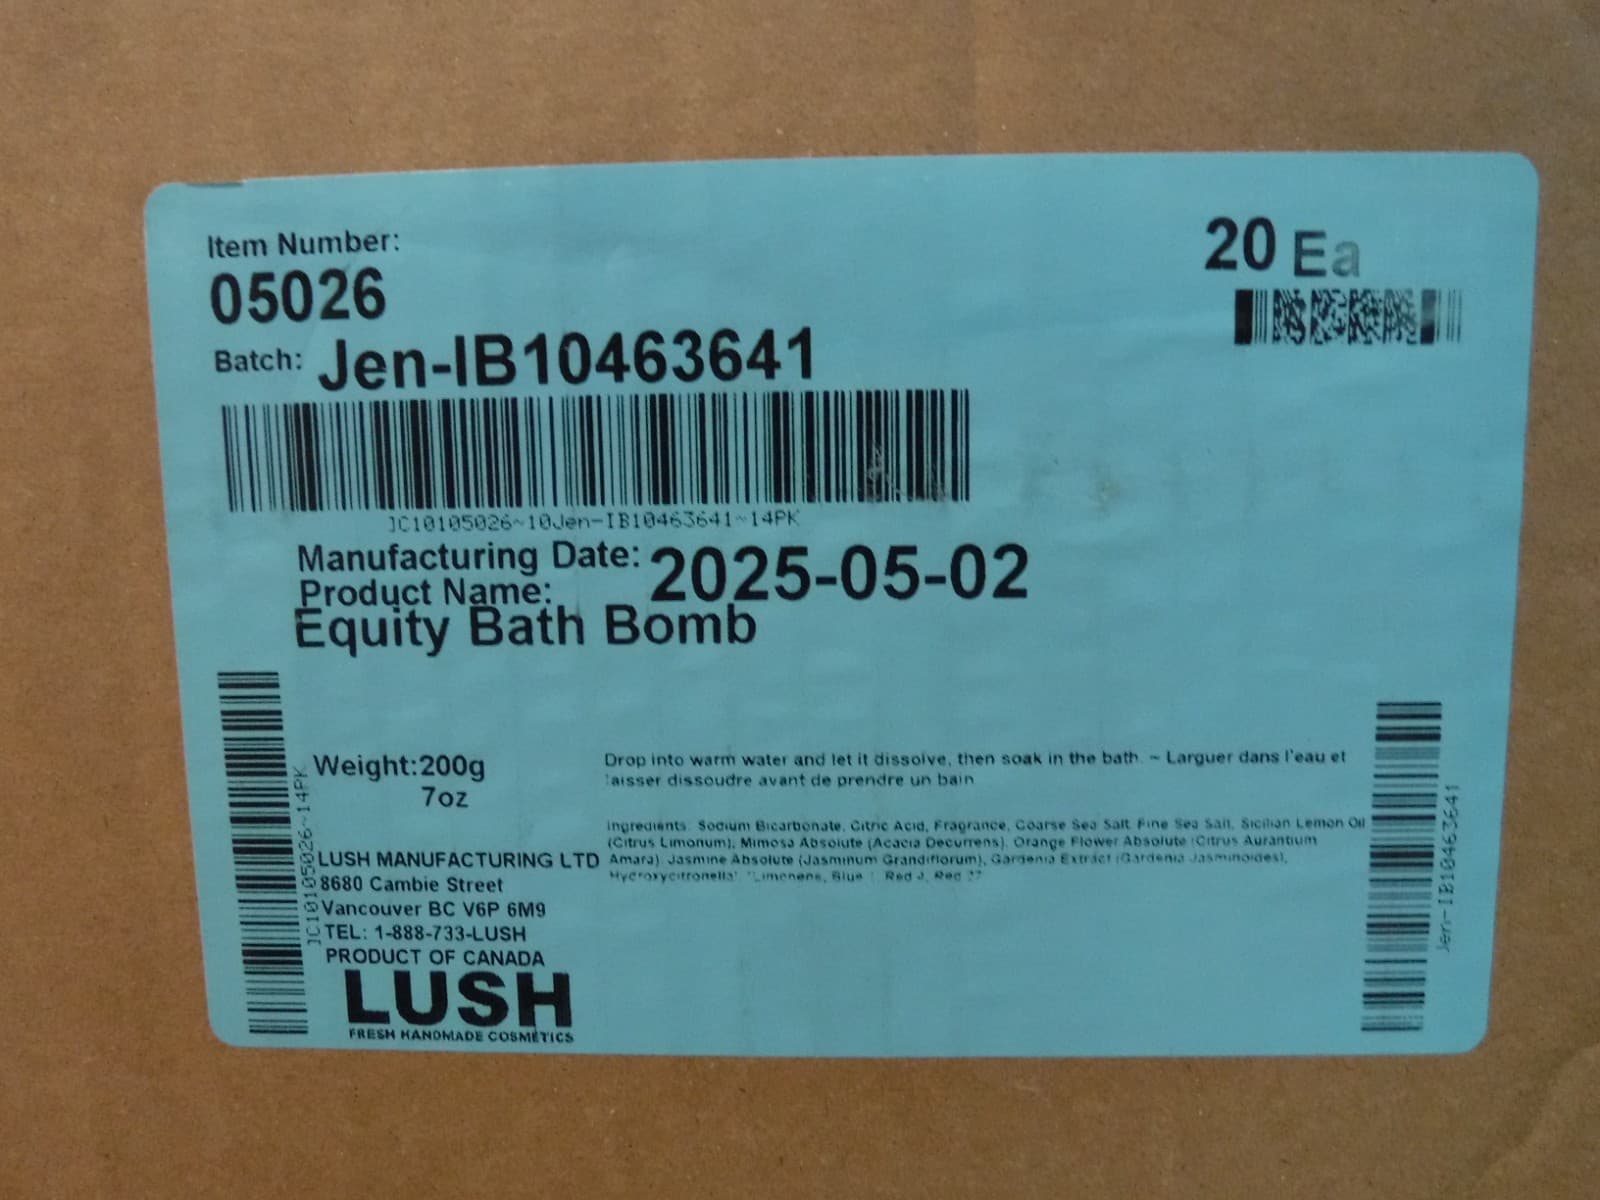 Item Number:
05026
20 Ea
Batch: Jen-IB10463641
JC10105026~10Jen-IB10463641~14PK
Manufacturing Date: 2025-05-02
Product Name:
Equity Bath Bomb
Weight:200g
7oz
Drop into warm water and let it dissolve, then soak in the bath. ~ Larguer dans l'eau et
laisser dissoudre avant de prendre un bain
Ingredients: Sodium Bicarbonate, Citric Acid, Fragrance, Coarse Sea Salt, Fine Sea Salt, Sicilian Lemon Oil
(Citrus Limonum), Mimosa Absolute (Acacia Decurrens), Orange Flower Absolute (Citrus Aurantium
Amara), Jasmine Absolute (Jasminum Grandiflorum), Gardenia Extract (Gardenia Jasminoides),
Hydroxycitronellal, *Limonene, Blue Red Red
LUSH MANUFACTURING LTD
8680 Cambie Street
Vancouver BC V6P 6M9
TEL: 1-888-733-LUSH
PRODUCT OF CANADA
LUSH
FRESH HANDMADE COSMETICS
JC10105026~14PK
Jen-IB10463641